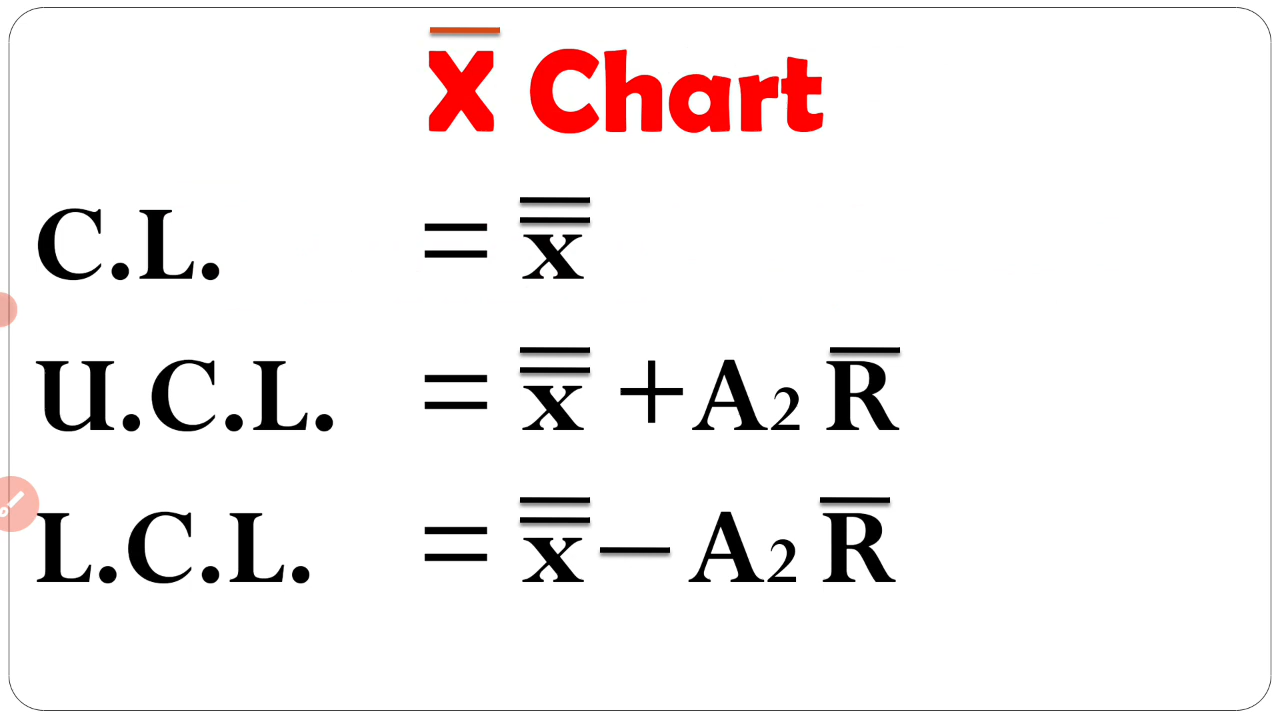 X̅ Chart
C.L. = x̿
U.C.L. = x̿ + A₂ R̅
L.C.L. = x̿ − A₂ R̅